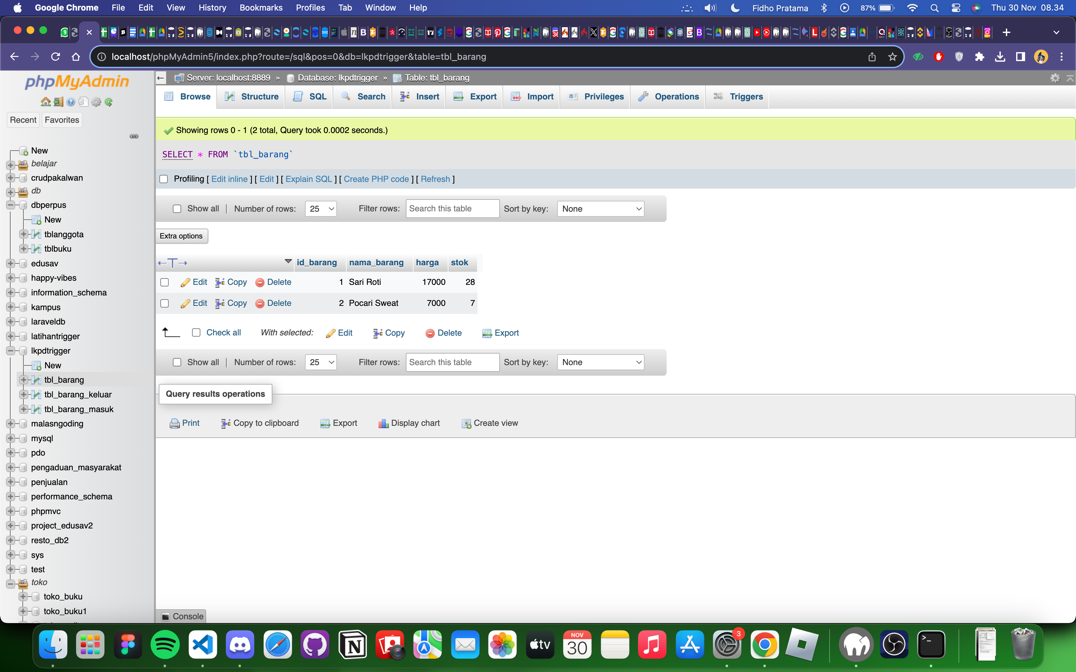 Google Chrome File Edit View History Bookmarks Profiles Tab Window Help Fidho Pratama 87% Thu 30 Nov 08.34
localhost/phpMyAdmin5/index.php?route=/sql&pos=0&db=lkpdtrigger&table=tbl_barang
phpMyAdmin
Recent Favorites
New
belajar
crudpakalwan
db
dbperpus
New
tblanggota
tblbuku
edusav
happy-vibes
information_schema
kampus
laraveldb
latihantrigger
lkpdtrigger
New
tbl_barang
tbl_barang_keluar
tbl_barang_masuk
malasngoding
mysql
pdo
pengaduan_masyarakat
penjualan
performance_schema
phpmvc
project_edusav2
resto_db2
sys
test
toko
toko_buku
toko_buku1
Server: localhost:8889 » Database: lkpdtrigger » Table: tbl_barang
Browse Structure SQL Search Insert Export Import Privileges Operations Triggers
Showing rows 0 - 1 (2 total, Query took 0.0002 seconds.)
SELECT * FROM `tbl_barang`
Profiling [ Edit inline ] [ Edit ] [ Explain SQL ] [ Create PHP code ] [ Refresh ]
Show all | Number of rows: 25 Filter rows: Search this table Sort by key: None
Extra options
←T→ id_barang nama_barang harga stok
Edit Copy Delete 1 Sari Roti 17000 28
Edit Copy Delete 2 Pocari Sweat 7000 7
Check all With selected: Edit Copy Delete Export
Show all | Number of rows: 25 Filter rows: Search this table Sort by key: None
Query results operations
Print Copy to clipboard Export Display chart Create view
Console
tv
NOV
30
3